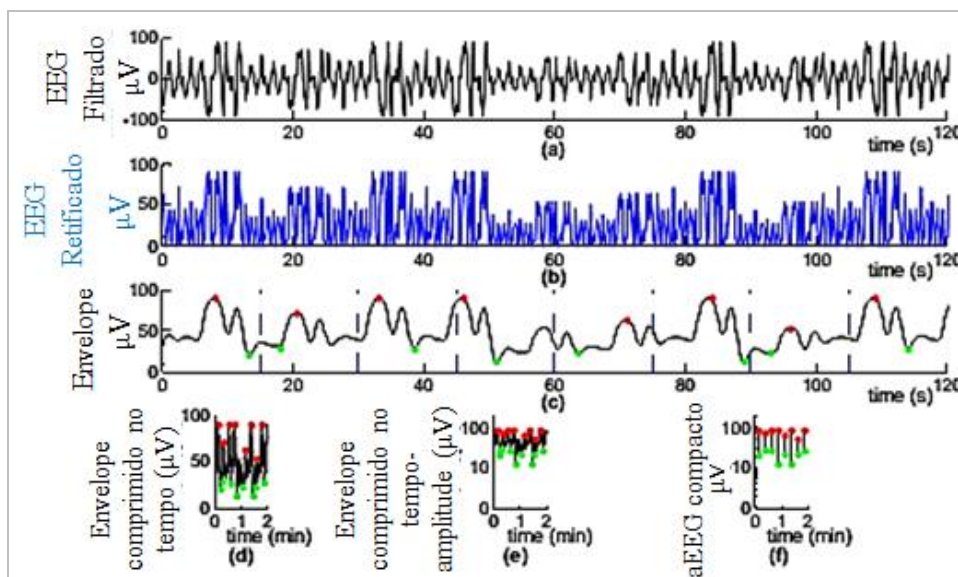 EEG
Filtrado
µV
100
0
-100
0 20 40 60 80 100 120
(a)
time (s)
EEG
Retificado
µV
100
50
0
0 20 40 60 80 100 120
(b)
time (s)
Envelope
µV
100
50
0
0 20 40 60 80 100 120
(c)
time (s)
Envelope
comprimido no
tempo (µV)
100
50
0
0 1 2
time (min)
(d)
Envelope
comprimido no
tempo-
amplitude (µV)
100
10
0
0 1 2
time (min)
(e)
aEEG compacto
µV
100
10
0
0 1 2
time (min)
(f)